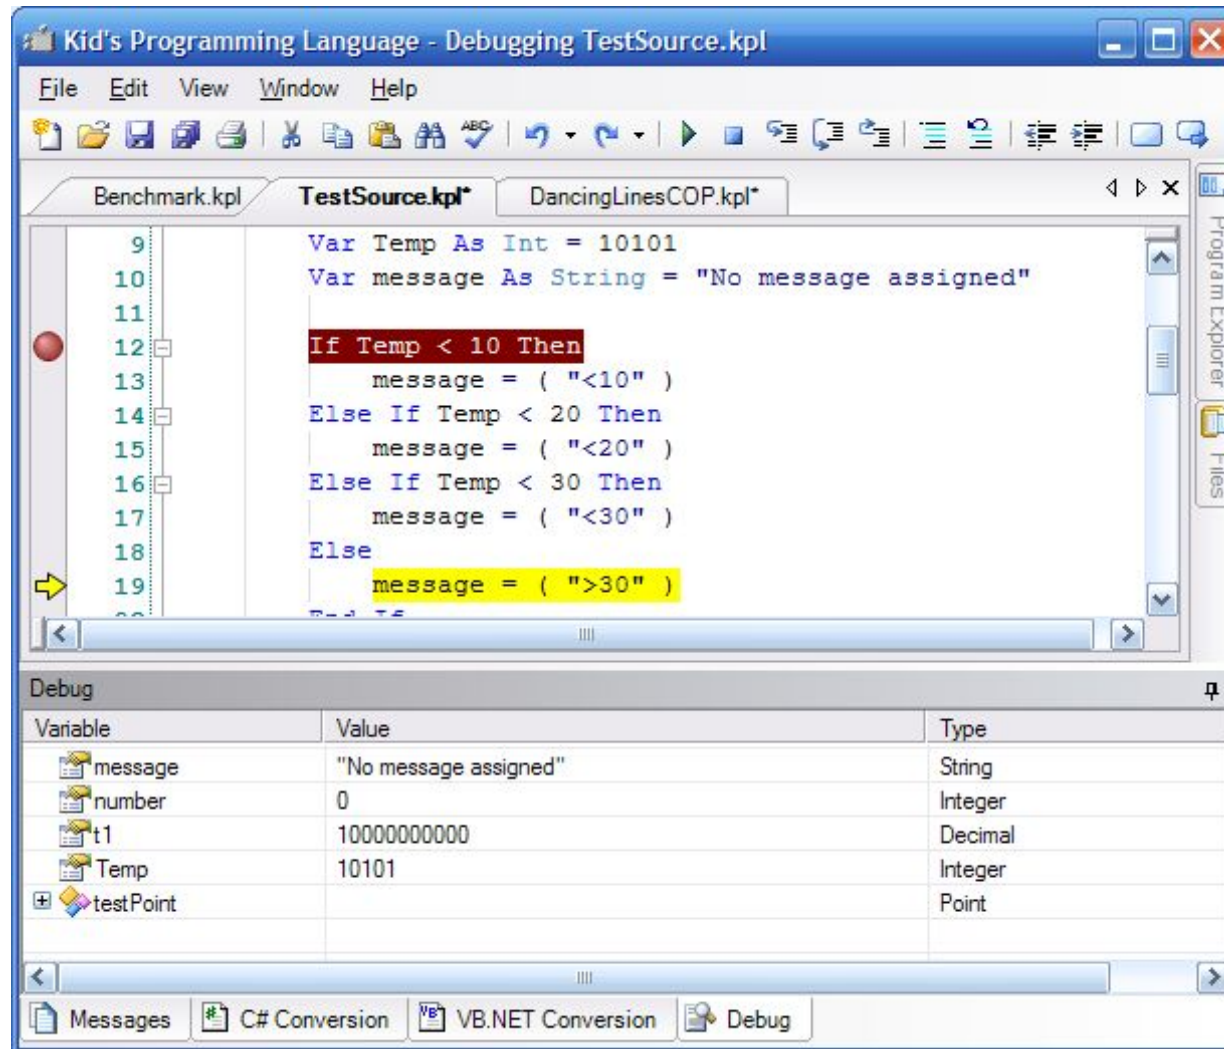 Kid's Programming Language - Debugging TestSource.kpl
File Edit View Window Help
ABC
Benchmark.kpl TestSource.kpl* DancingLinesCOP.kpl*
9 Var Temp As Int = 10101
10 Var message As String = "No message assigned"
11
12 If Temp < 10 Then
13 message = ( "<10" )
14 Else If Temp < 20 Then
15 message = ( "<20" )
16 Else If Temp < 30 Then
17 message = ( "<30" )
18 Else
19 message = ( ">30" )
End If
Program Explorer
Files
Debug
Variable Value Type
message "No message assigned" String
number 0 Integer
t1 10000000000 Decimal
Temp 10101 Integer
testPoint Point
Messages C# Conversion VB.NET Conversion Debug